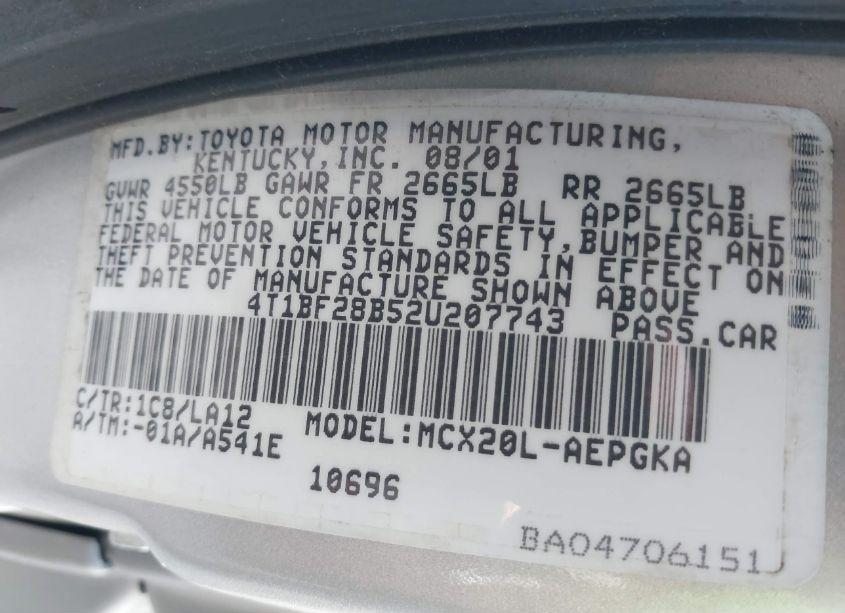 MFD.BY:TOYOTA MOTOR MANUFACTURING,
KENTUCKY,INC. 08/01
GVWR 4550LB GAWR FR 2665LB RR 2665LB
THIS VEHICLE CONFORMS TO ALL APPLICABLE
FEDERAL MOTOR VEHICLE SAFETY,BUMPER AND
THEFT PREVENTION STANDARDS IN EFFECT ON
THE DATE OF MANUFACTURE SHOWN ABOVE
4T1BF28B52U207743 PASS.CAR
C/TR:1C8/LA12
A/TM:-01A/A541E
MODEL:MCX20L-AEPGKA
10696
BA04706151J